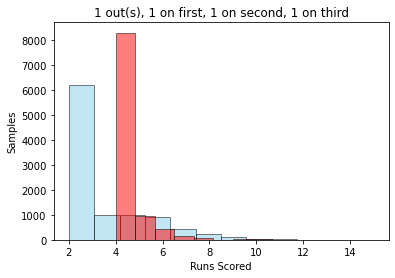 1 out(s), 1 on first, 1 on second, 1 on third
8000
7000
6000
5000
4000
3000
2000
1000
0
Samples
2 4 6 8 10 12 14
Runs Scored